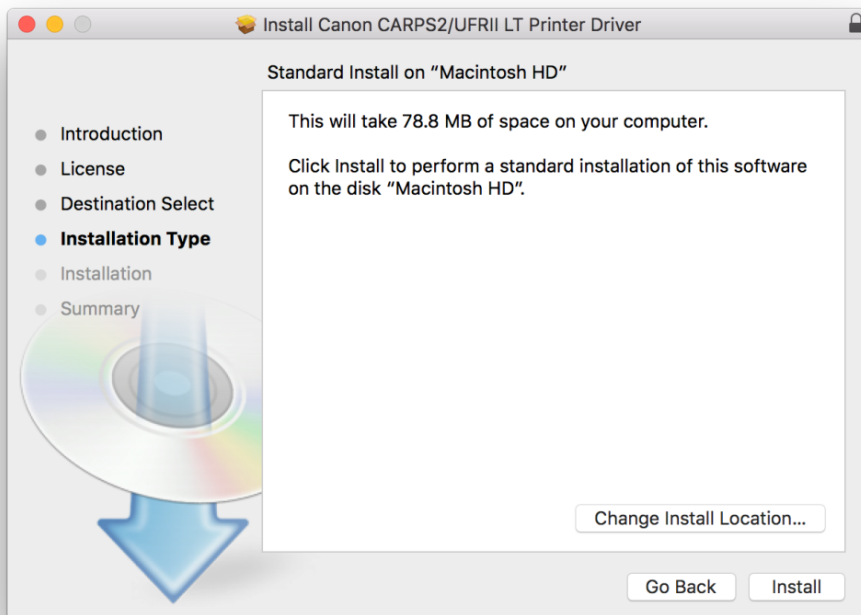 Install Canon CARPS2/UFRII LT Printer Driver
Standard Install on “Macintosh HD”
Introduction
License
Destination Select
Installation Type
Installation
Summary
This will take 78.8 MB of space on your computer.
Click Install to perform a standard installation of this software
on the disk “Macintosh HD”.
Change Install Location...
Go Back
Install